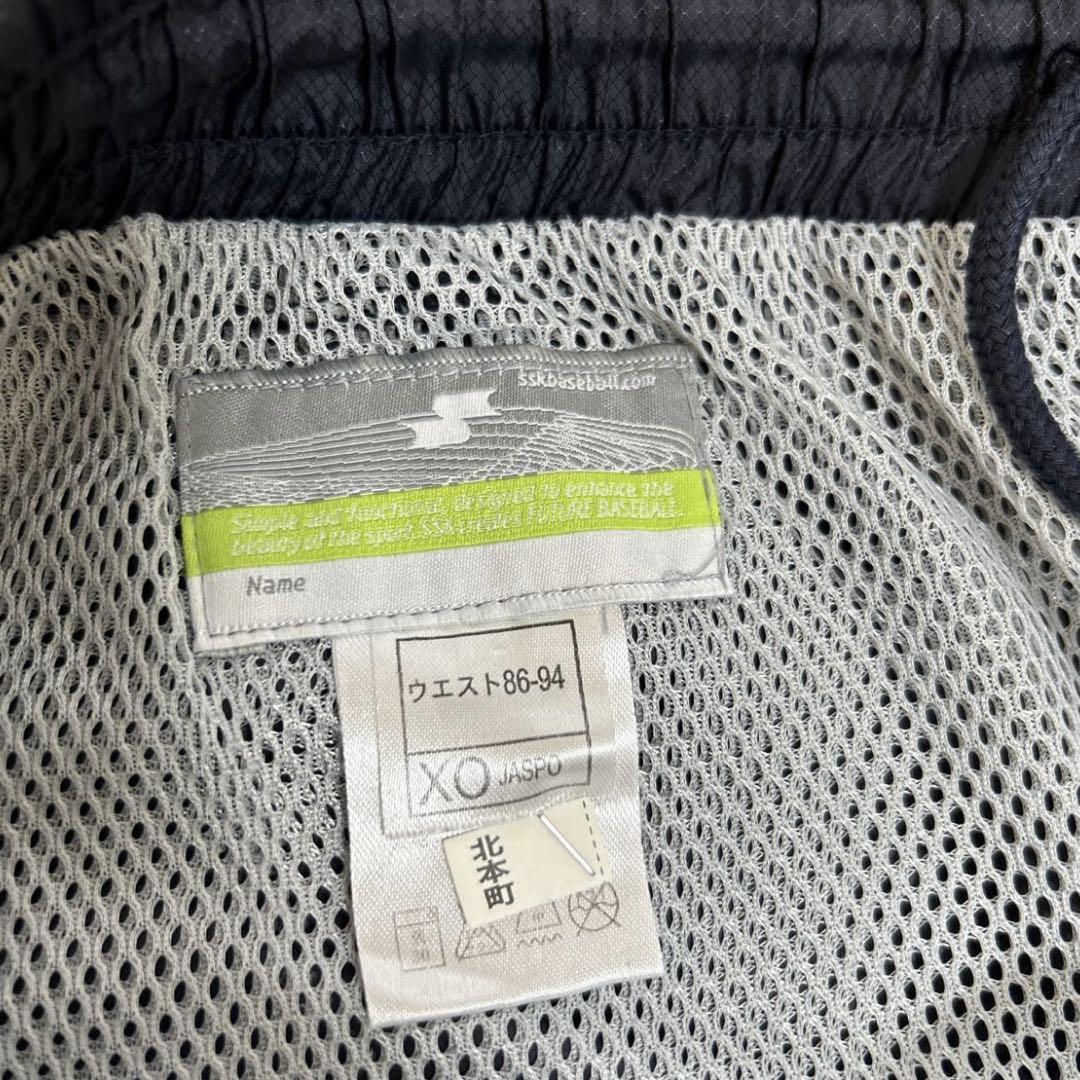 sskbaseball.com
Simple and functional, designed to enhance the
beauty of the sport. SSK creates FUTURE BASEBALL.
Name
ウエスト86-94
XO JASPO
北本町
30